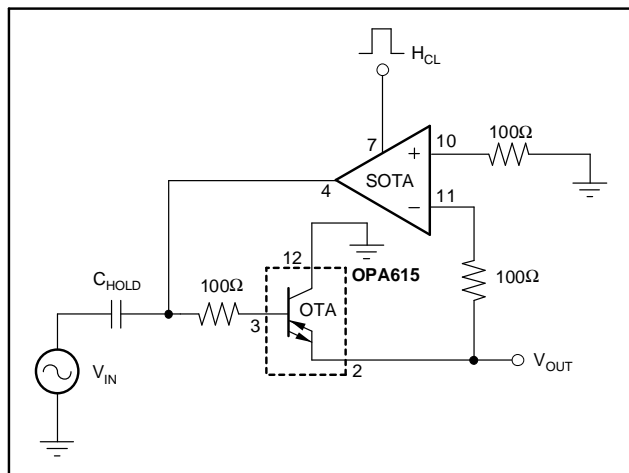 H_CL
7
10
100Ω
+
SOTA
4
−
11
12
OPA615
100Ω
C_HOLD
100Ω
3
OTA
2
V_OUT
V_IN